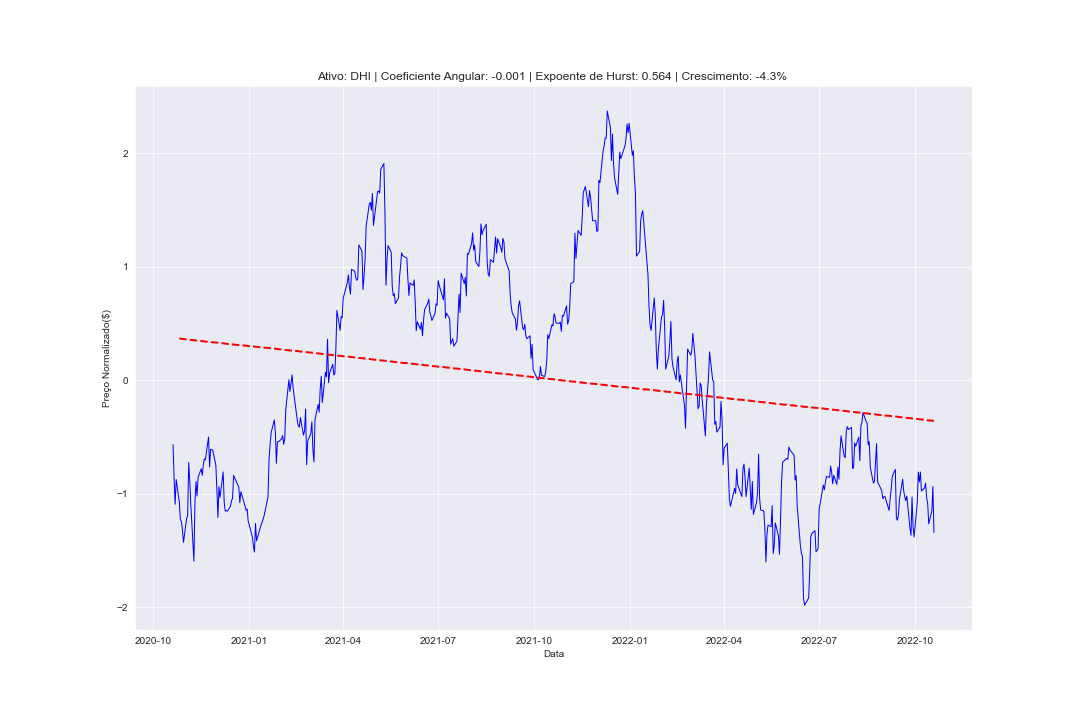 Ativo: DHI | Coeficiente Angular: -0.001 | Expoente de Hurst: 0.564 | Crescimento: -4.3%
Preço Normalizado($)
2
1
0
−1
−2
2020-10 2021-01 2021-04 2021-07 2021-10 2022-01 2022-04 2022-07 2022-10
Data